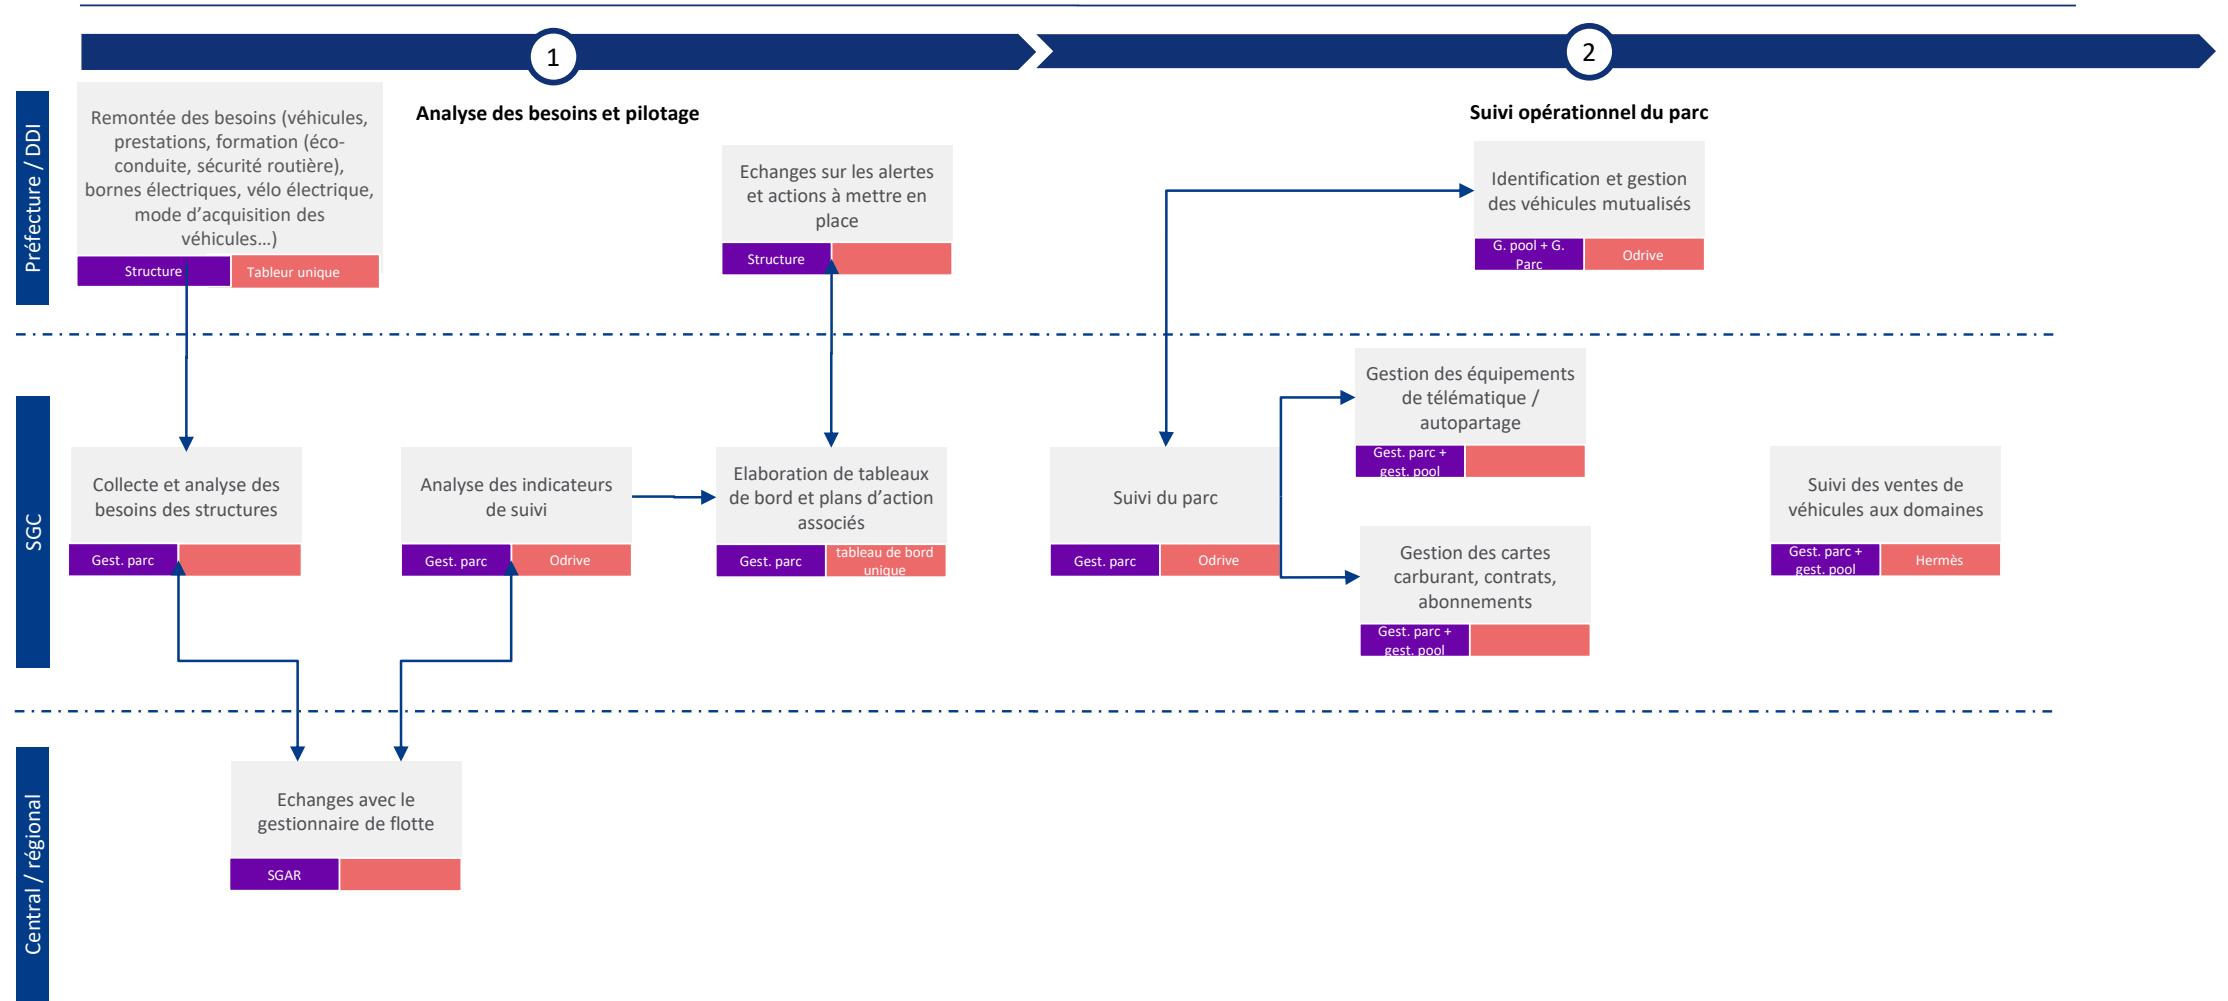 1
2
Analyse des besoins et pilotage
Suivi opérationnel du parc
Préfecture / DDI
Remontée des besoins (véhicules,
prestations, formation (éco-
conduite, sécurité routière),
bornes électriques, vélo électrique,
mode d'acquisition des
véhicules…)
Structure
Tableur unique
Echanges sur les alertes
et actions à mettre en
place
Structure
Identification et gestion
des véhicules mutualisés
G. pool + G.
Parc
Odrive
SGC
Collecte et analyse des
besoins des structures
Gest. parc
Analyse des indicateurs
de suivi
Gest. parc
Odrive
Elaboration de tableaux
de bord et plans d'action
associés
Gest. parc
tableau de bord
unique
Suivi du parc
Gest. parc
Odrive
Gestion des équipements
de télématique /
autopartage
Gest. parc +
gest. pool
Gestion des cartes
carburant, contrats,
abonnements
Gest. parc +
gest. pool
Suivi des ventes de
véhicules aux domaines
Gest. parc +
gest. pool
Hermès
Central / régional
Echanges avec le
gestionnaire de flotte
SGAR